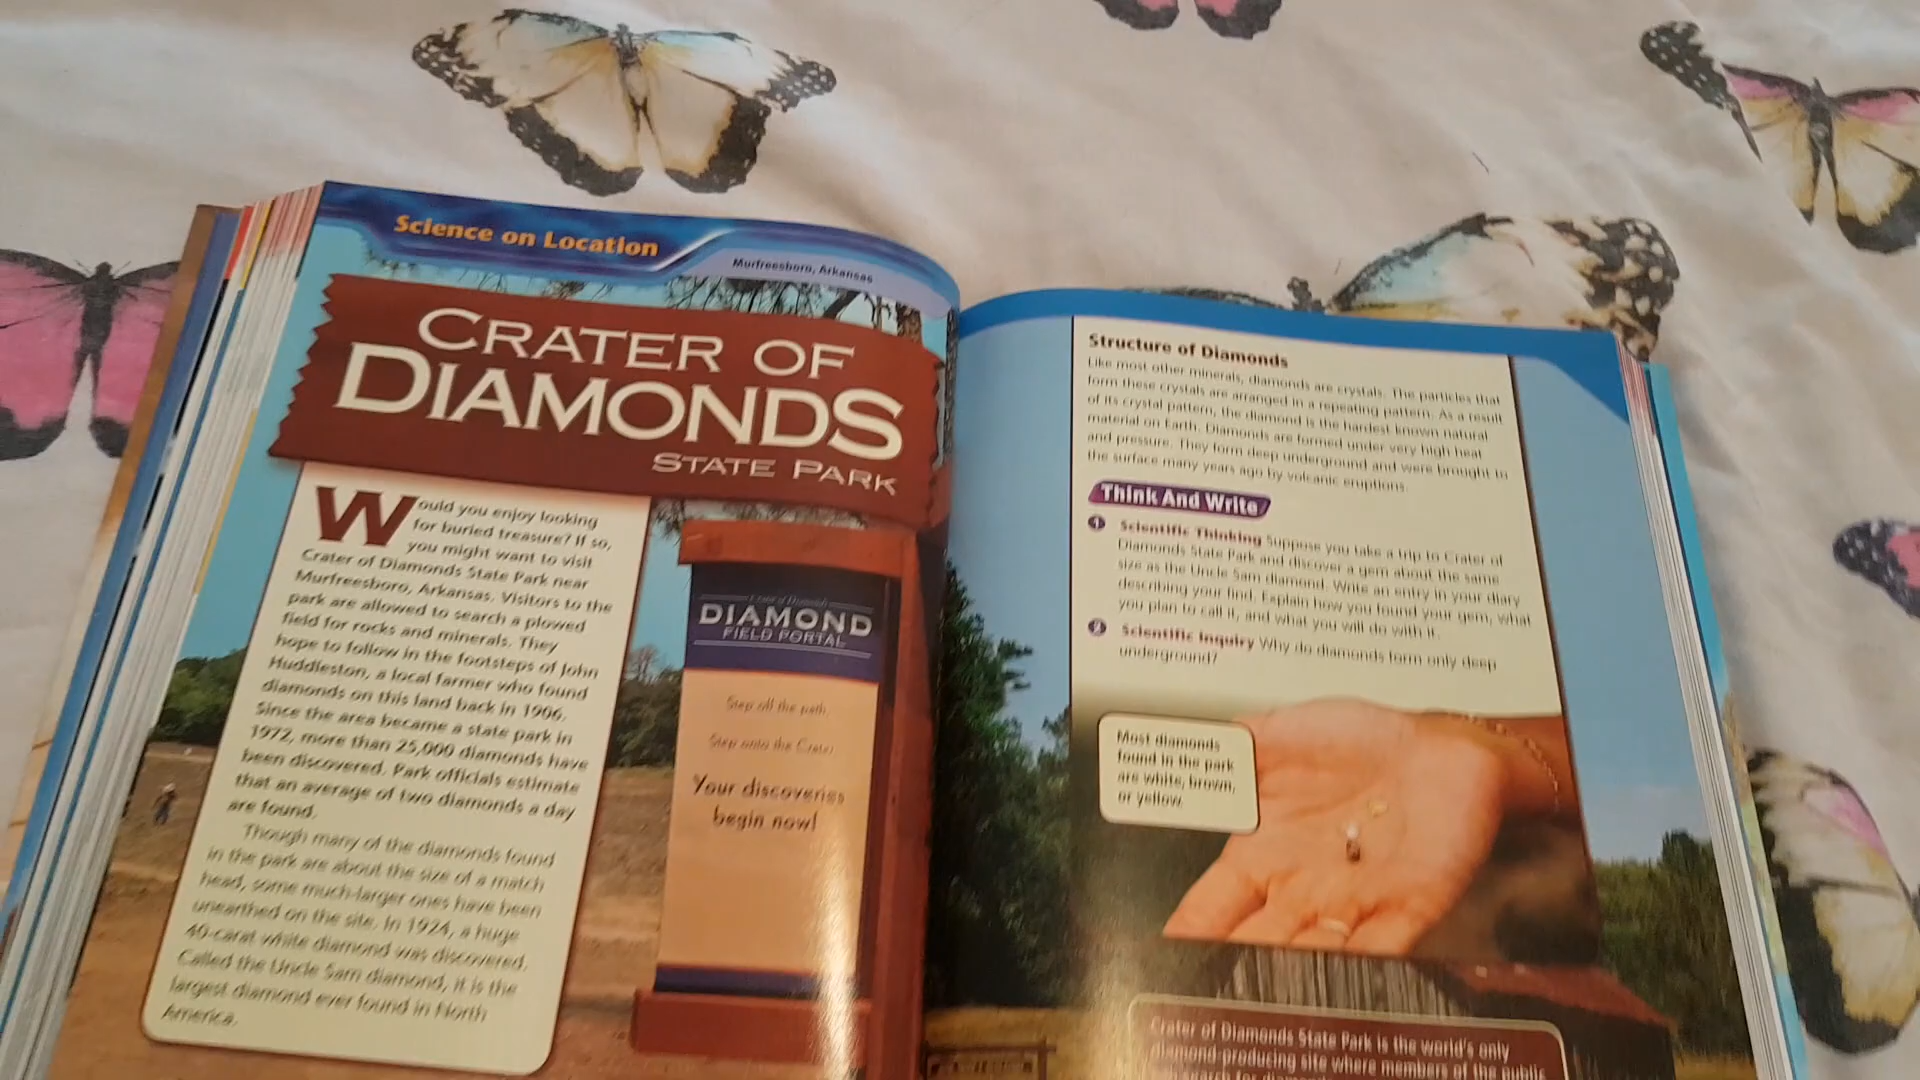 Science on Location
Murfreesboro, Arkansas
CRATER OF
DIAMONDS
STATE PARK
Would you enjoy looking
for buried treasure? If so,
you might want to visit
Crater of Diamonds State Park near
Murfreesboro, Arkansas. Visitors to the
park are allowed to search a plowed
field for rocks and minerals. They
hope to follow in the footsteps of John
Huddleston, a local farmer who found
diamonds on this land back in 1906.
Since the area became a state park in
1972, more than 25,000 diamonds have
been discovered. Park officials estimate
that an average of two diamonds a day
are found.
Though many of the diamonds found
in the park are about the size of a match
head, some much-larger ones have been
unearthed on the site. In 1924, a huge
40-carat white diamond was discovered.
Called the Uncle Sam diamond, it is the
largest diamond ever found in North
America.
Crater of Diamonds
DIAMOND
FIELD PORTAL
Step off the path.
Step onto the Crater.
Your discoveries
begin now!
Structure of Diamonds
Like most other minerals, diamonds are crystals. The particles that
form these crystals are arranged in a repeating pattern. As a result
of its crystal pattern, the diamond is the hardest known natural
material on Earth. Diamonds are formed under very high heat
and pressure. They form deep underground and were brought to
the surface many years ago by volcanic eruptions.
Think And Write
1 Scientific Thinking Suppose you take a trip to Crater of
Diamonds State Park and discover a gem about the same
size as the Uncle Sam diamond. Write an entry in your diary
describing your find. Explain how you found your gem, what
you plan to call it, and what you will do with it.
2 Scientific Inquiry Why do diamonds form only deep
underground?
Most diamonds
found in the park
are white, brown,
or yellow.
Crater of Diamonds State Park is the world's only
diamond-producing site where members of the public
search for